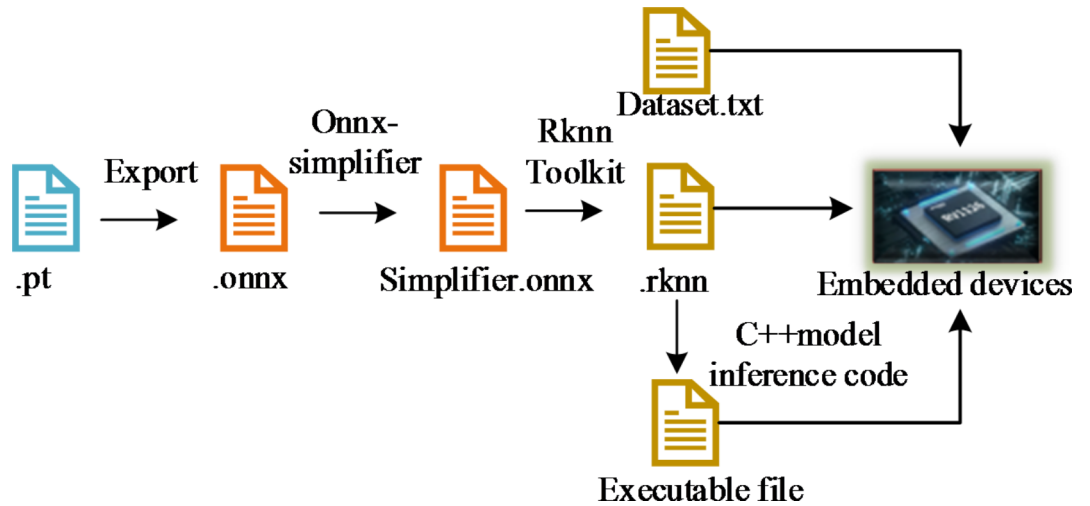 Dataset.txt
Onnx-
simplifier
Rknn
Toolkit
Export
RV1126
.pt
.onnx
Simplifier.onnx
.rknn
Embedded devices
C++model
inference code
Executable file